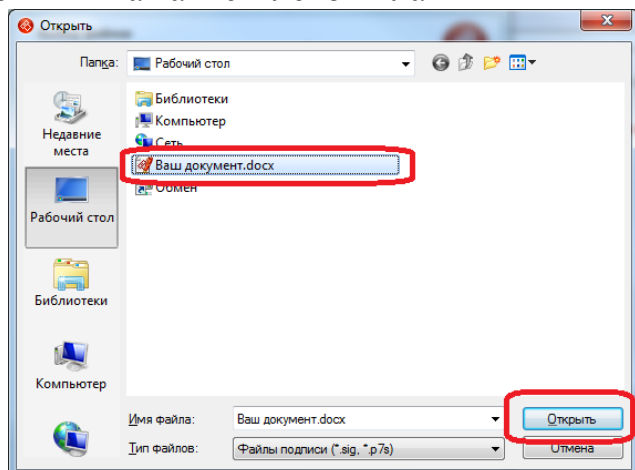 Открыть
Папка:
Рабочий стол
Недавние
места
Рабочий стол
Библиотеки
Компьютер
Библиотеки
Компьютер
Сеть
Ваш документ.docx
Обмен
Имя файла:
Ваш документ.docx
Открыть
Тип файлов:
Файлы подписи (*.sig, *.p7s)
Отмена